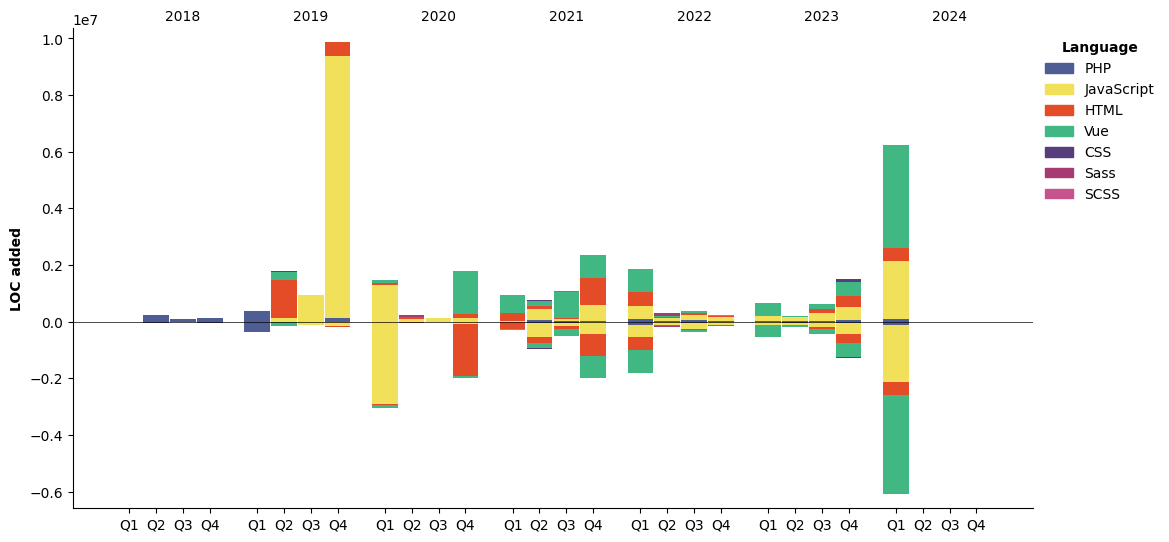 1e7
2018 2019 2020 2021 2022 2023 2024
Language
PHP
JavaScript
HTML
Vue
CSS
Sass
SCSS
LOC added
1.0
0.8
0.6
0.4
0.2
0.0
−0.2
−0.4
−0.6
Q1 Q2 Q3 Q4 Q1 Q2 Q3 Q4 Q1 Q2 Q3 Q4 Q1 Q2 Q3 Q4 Q1 Q2 Q3 Q4 Q1 Q2 Q3 Q4 Q1 Q2 Q3 Q4